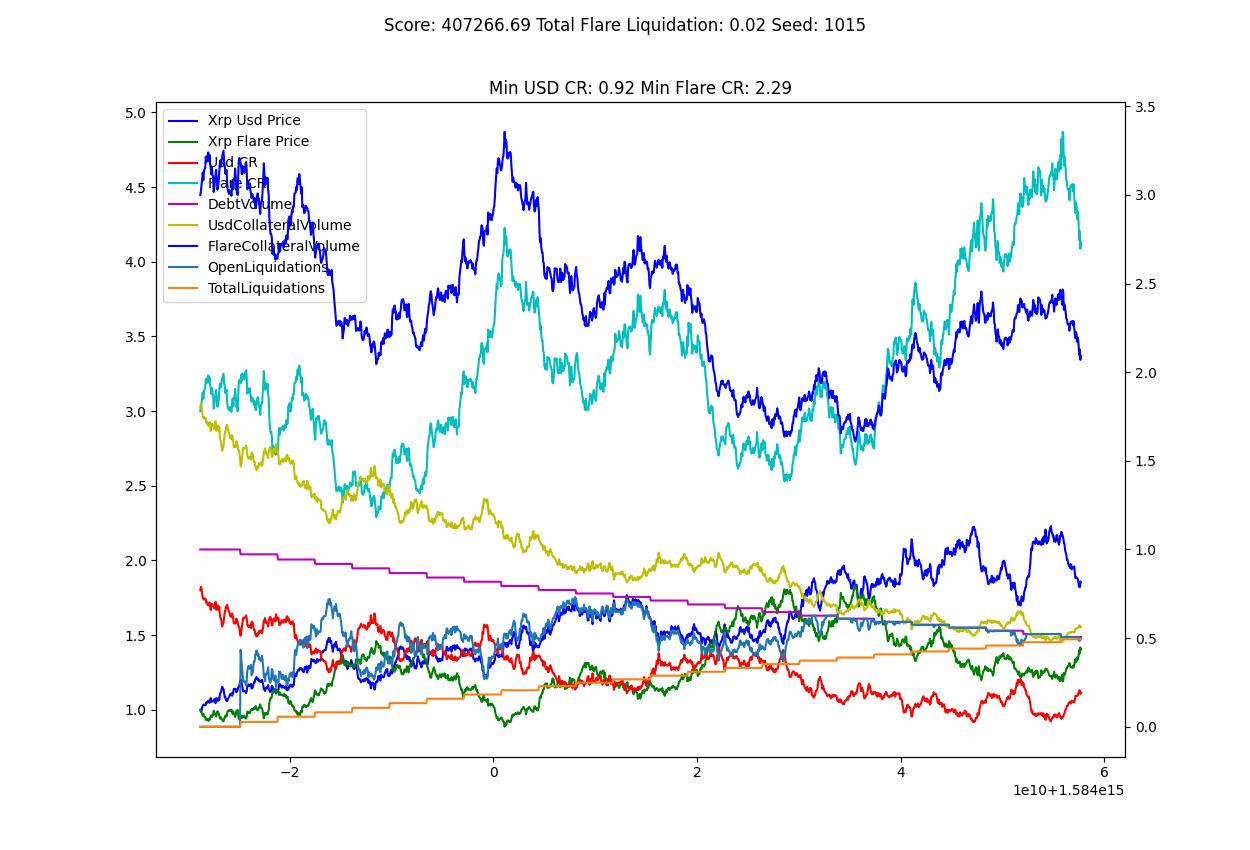 Score: 407266.69 Total Flare Liquidation: 0.02 Seed: 1015
Min USD CR: 0.92 Min Flare CR: 2.29
Xrp Usd Price
Xrp Flare Price
Usd CR
Flare CR
DebtVolume
UsdCollateralVolume
FlareCollateralVolume
OpenLiquidations
TotalLiquidations
5.0
4.5
4.0
3.5
3.0
2.5
2.0
1.5
1.0
3.5
3.0
2.5
2.0
1.5
1.0
0.5
0.0
−2 0 2 4 6
1e10+1.584e15